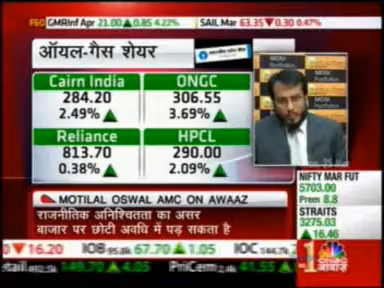 F50 GMRInf Apr 21.00 ▲ 0.85 4.22% SAIL Mar 63.35 ▼ 0.30 0.47%
ऑयल-गैस शेयर
Cairn India
284.20
2.49% ▲
ONGC
306.55
3.69% ▲
Reliance
813.70
0.38% ▲
HPCL
290.00
2.09% ▲
MOTILAL OSWAL AMC ON AWAAZ
राजनीतिक अनिश्चितता का असर
बाजार पर छोटी अवधि में पड़ सकता है
NIFTY MAR FUT
5703.00
Prem 8.8
STRAITS
3275.03
▲ 16.46
▼ 16.20 IOB 67.70 ▲ 1.05 IOC
149.70 ▲ 4.05 41.55 ▲
CNBC
आवाज़